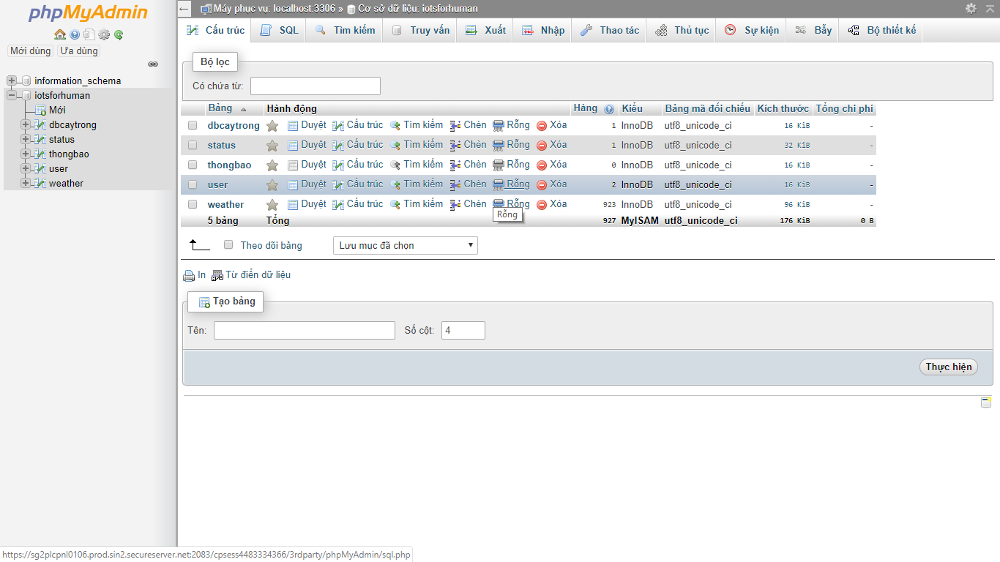 phpMyAdmin
Mới dùng Ưa dùng
information_schema
iotsforhuman
Mới
dbcaytrong
status
thongbao
user
weather
Máy phục vụ: localhost:3306 » Cơ sở dữ liệu: iotsforhuman
Cấu trúc SQL Tìm kiếm Truy vấn Xuất Nhập Thao tác Thủ tục Sự kiện Bẫy Bộ thiết kế
Bộ lọc
Có chứa từ:
Bảng Hành động Hàng Kiểu Bảng mã đối chiếu Kích thước Tổng chi phí
dbcaytrong Duyệt Cấu trúc Tìm kiếm Chèn Rỗng Xóa 1 InnoDB utf8_unicode_ci 16 KiB -
status Duyệt Cấu trúc Tìm kiếm Chèn Rỗng Xóa 1 InnoDB utf8_unicode_ci 32 KiB -
thongbao Duyệt Cấu trúc Tìm kiếm Chèn Rỗng Xóa 0 InnoDB utf8_unicode_ci 16 KiB -
user Duyệt Cấu trúc Tìm kiếm Chèn Rỗng Xóa 2 InnoDB utf8_unicode_ci 16 KiB -
weather Duyệt Cấu trúc Tìm kiếm Chèn Rỗng Xóa 923 InnoDB utf8_unicode_ci 96 KiB -
Rỗng
5 bảng Tổng 927 MyISAM utf8_unicode_ci 176 KiB 0 B
Theo dõi bảng Lưu mục đã chọn
In Từ điển dữ liệu
Tạo bảng
Tên: Số cột: 4
Thực hiện
https://sg2plcpnl0106.prod.sin2.secureserver.net:2083/cpsess4483334366/3rdparty/phpMyAdmin/sql.php